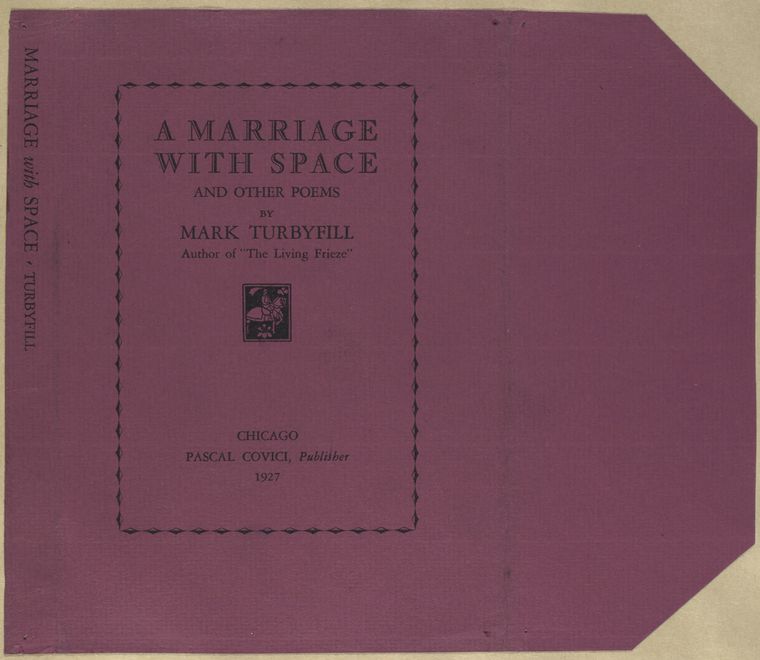 MARRIAGE with SPACE • TURBYFILL
A MARRIAGE
WITH SPACE
AND OTHER POEMS
BY
MARK TURBYFILL
Author of "The Living Frieze"
CHICAGO
PASCAL COVICI, Publisher
1927